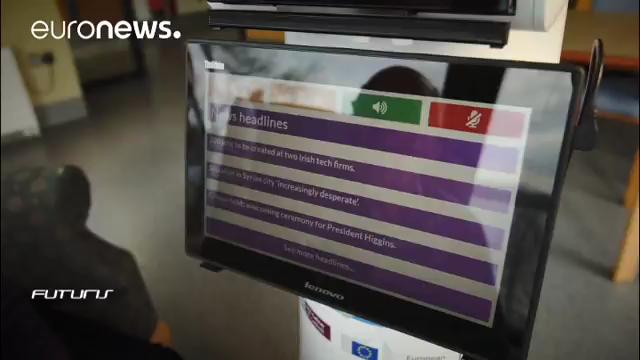 euronews.
News headlines
to be created at two Irish tech firms.
in Syrian city 'increasingly desperate'.
welcoming ceremony for President Higgins.
See more headlines...
lenovo
FUTURIS
European